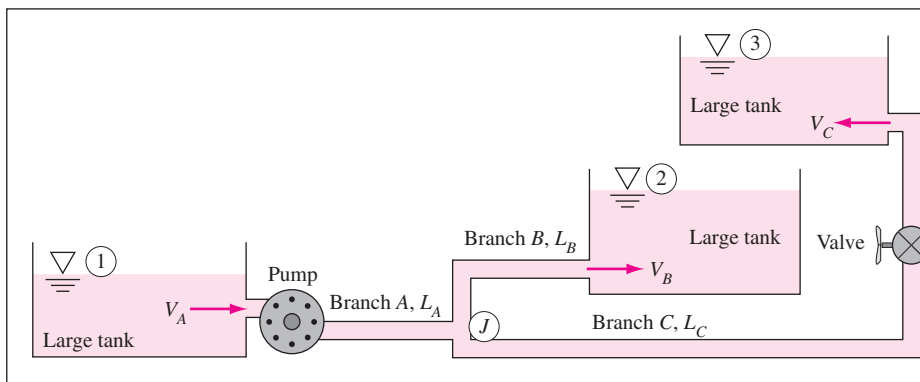 3
Large tank
V_C
2
Branch B, L_B
Large tank
Valve
1
Pump
V_B
Branch A, L_A
V_A
J
Branch C, L_C
Large tank